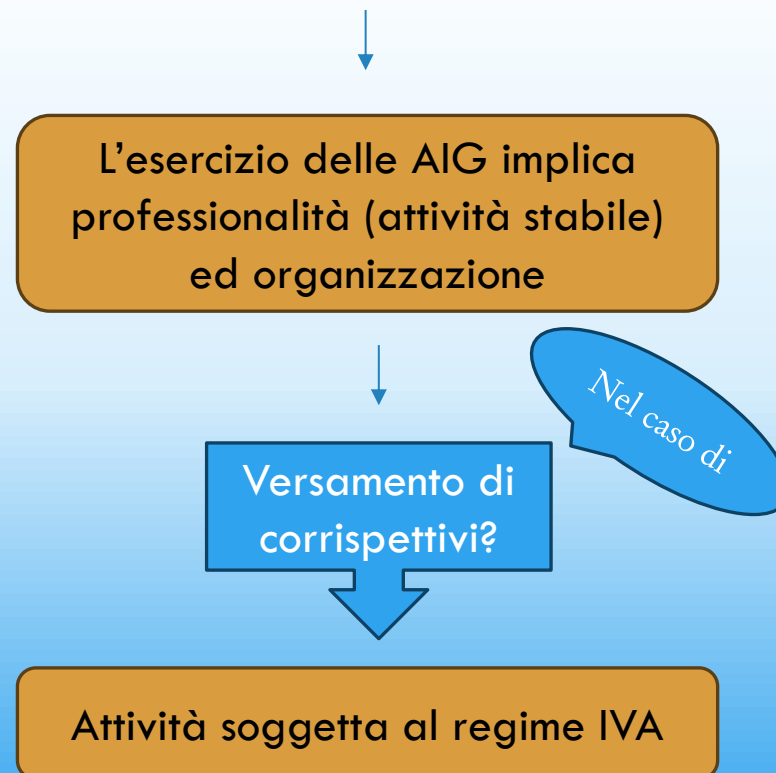 L’esercizio delle AIG implica
professionalità (attività stabile)
ed organizzazione
Nel caso di
Versamento di
corrispettivi?
Attività soggetta al regime IVA